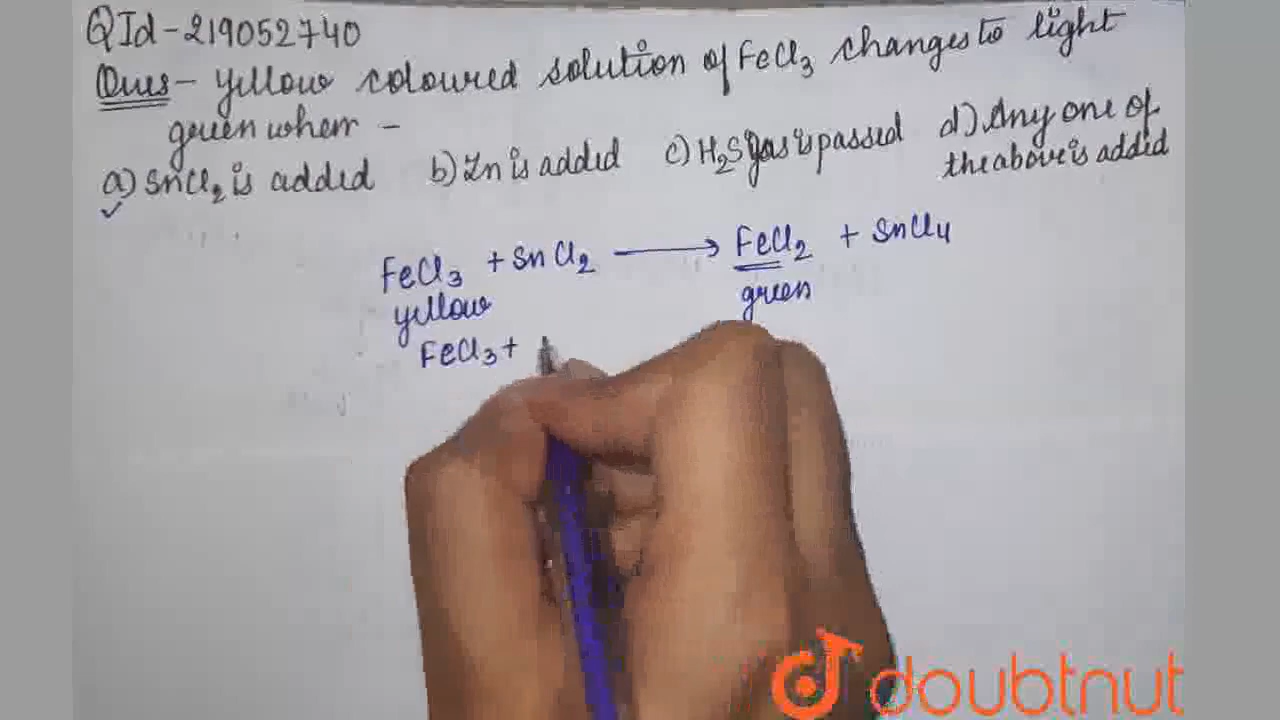 QId-219052740
Ques- Yellow coloured solution of FeCl3 changes to light
green when -
a) SnCl2 is added b) Zn is added c) H2S gas is passed d) Any one of
the above is added
FeCl3 + SnCl2 → FeCl2 + SnCl4
yellow green
FeCl3 +
doubtnut